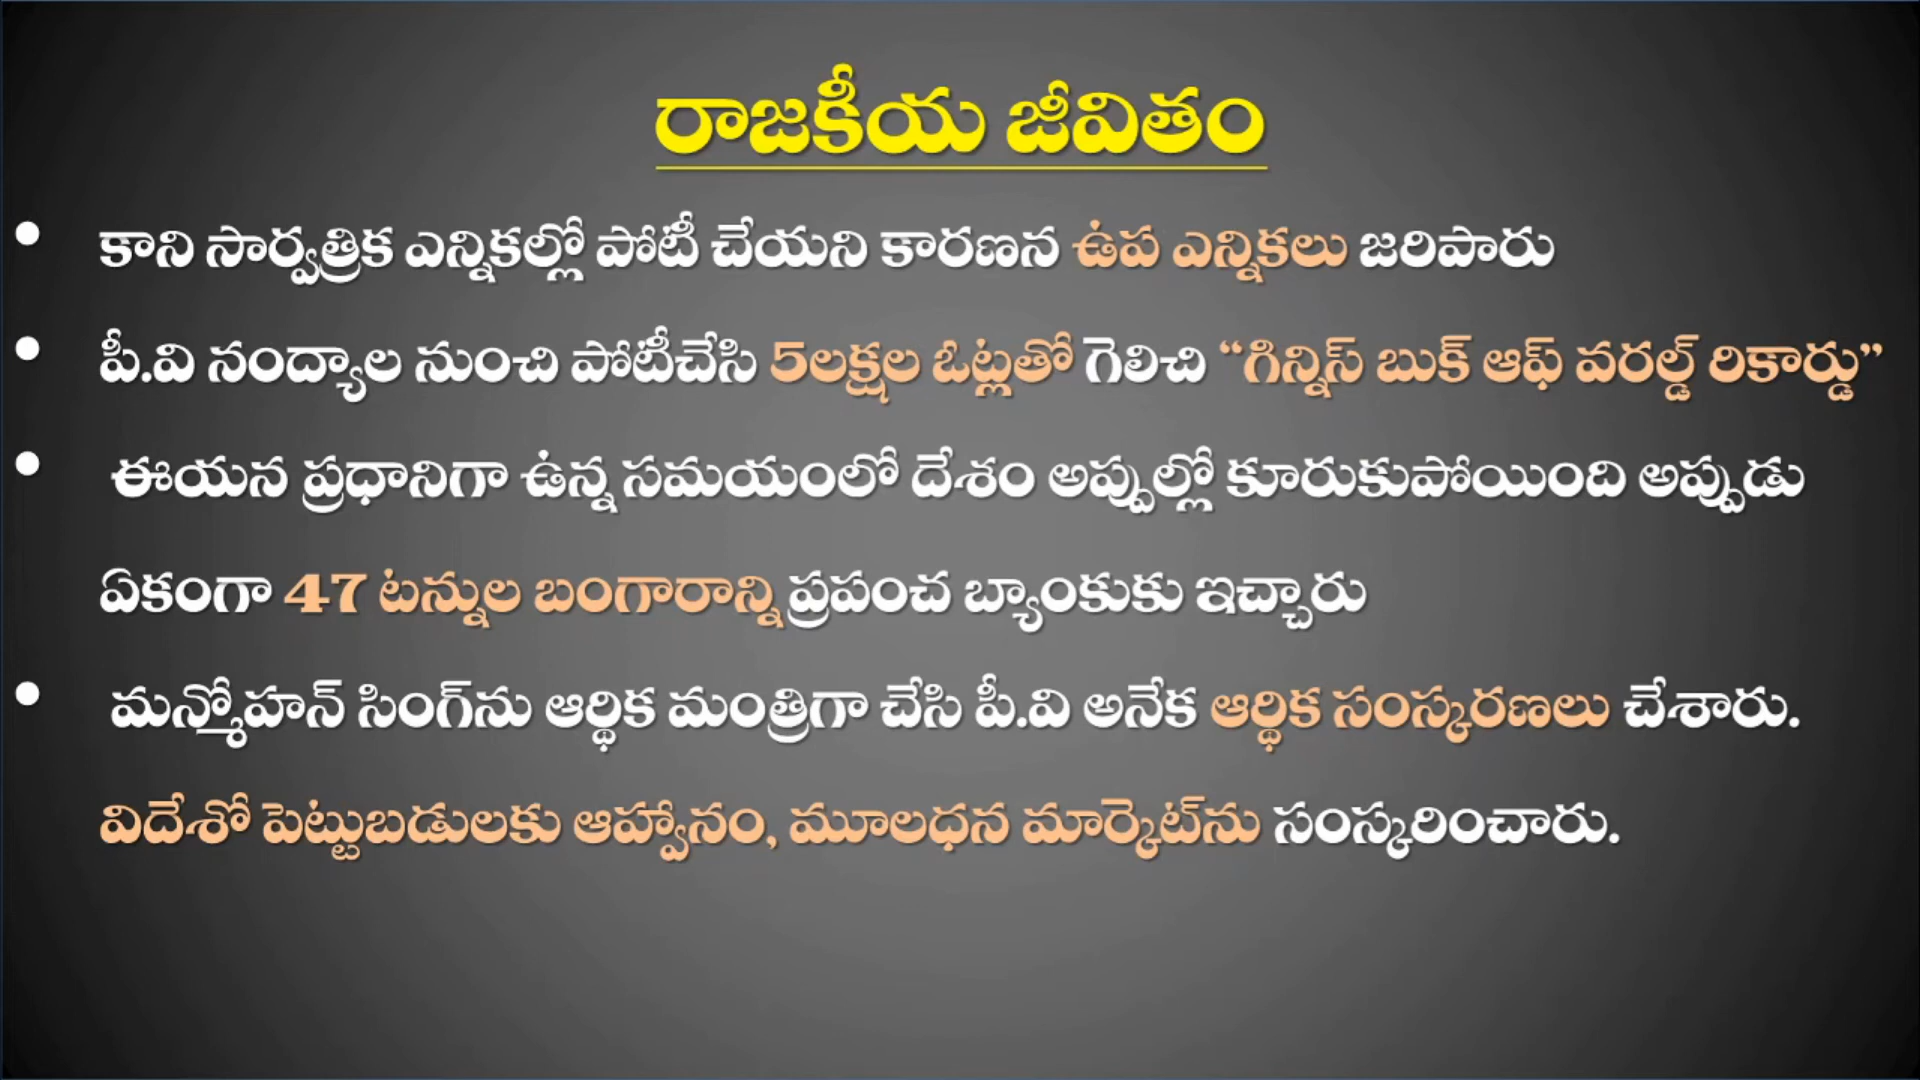 రాజకీయ జీవితం
• కాని సార్వత్రిక ఎన్నికల్లో పోటీ చేయని కారణన ఉప ఎన్నికలు జరిపారు
• పీ.వి నంద్యాల నుంచి పోటీచేసి 5లక్షల ఓట్లతో గెలిచి “గిన్నిస్ బుక్ ఆఫ్ వరల్డ్ రికార్డు”
• ఈయన ప్రధానిగా ఉన్న సమయంలో దేశం అప్పుల్లో కూరుకుపోయింది అప్పుడు
ఏకంగా 47 టన్నుల బంగారాన్ని ప్రపంచ బ్యాంకుకు ఇచ్చారు
• మన్మోహన్ సింగ్‌ను ఆర్థిక మంత్రిగా చేసి పీ.వి అనేక ఆర్థిక సంస్కరణలు చేశారు.
విదేశో పెట్టుబడులకు ఆహ్వానం, మూలధన మార్కెట్‌ను సంస్కరించారు.